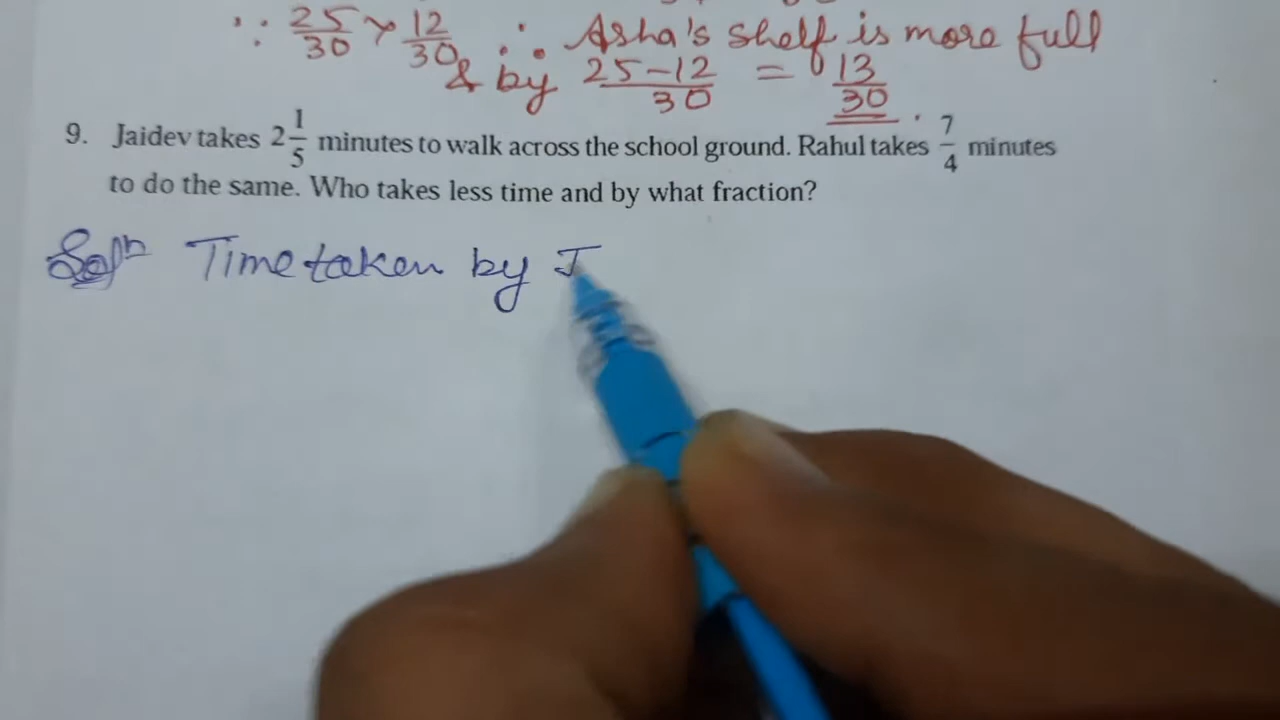 ∵ 25/30 > 12/30 ∴ Asha's shelf is more full
& by 25-12/30 = 13/30.
9. Jaidev takes 2 1/5 minutes to walk across the school ground. Rahul takes 7/4 minutes
to do the same. Who takes less time and by what fraction?
Solⁿ Time taken by J